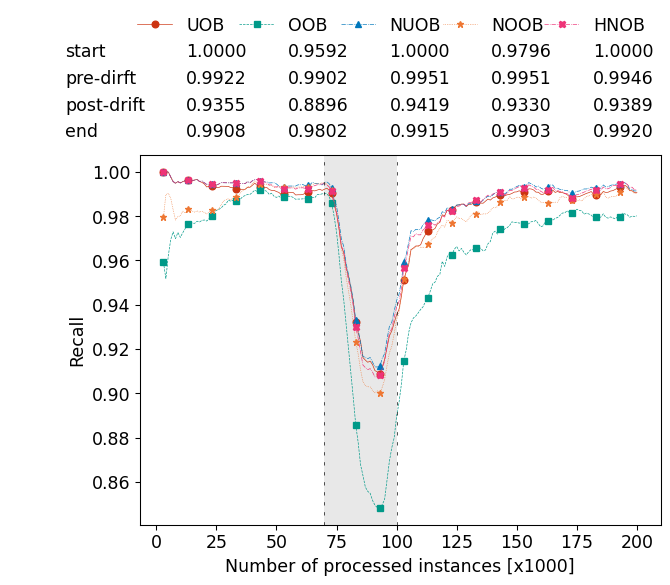 UOB OOB NUOB NOOB HNOB
start 1.0000 0.9592 1.0000 0.9796 1.0000
pre-dirft 0.9922 0.9902 0.9951 0.9951 0.9946
post-drift 0.9355 0.8896 0.9419 0.9330 0.9389
end 0.9908 0.9802 0.9915 0.9903 0.9920
1.00
0.98
0.96
0.94
0.92
0.90
0.88
0.86
Recall
0 25 50 75 100 125 150 175 200
Number of processed instances [x1000]